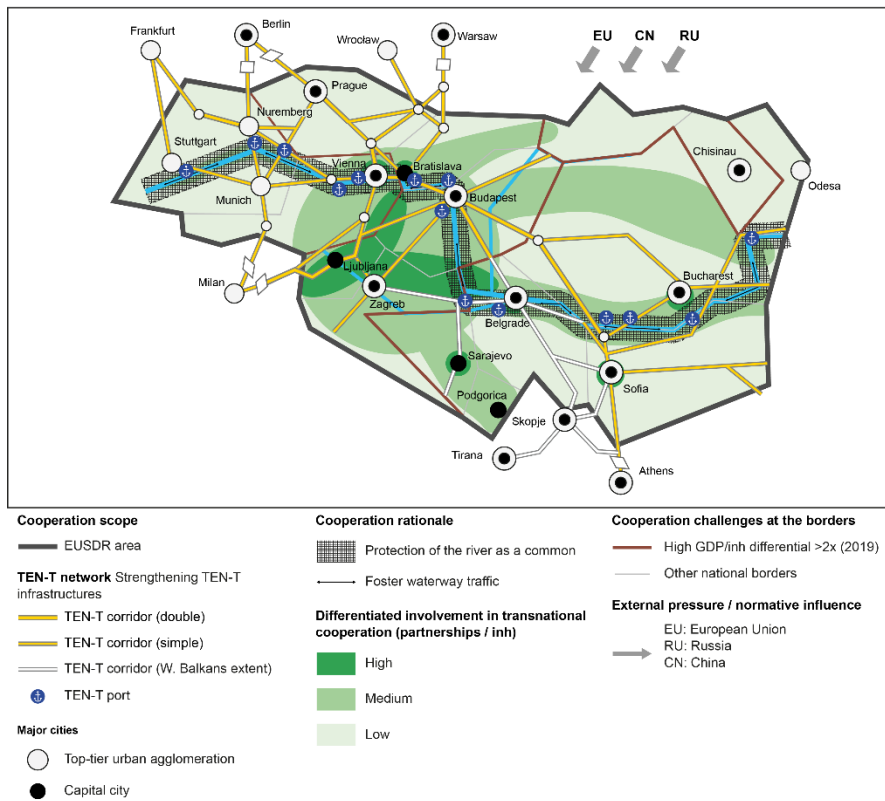 Frankfurt
Berlin
Wrocław
Warsaw
EU CN RU
Prague
Nuremberg
Stuttgart
Vienna
Bratislava
Chisinau
Odesa
Munich
Budapest
Milan
Ljubljana
Zagreb
Bucharest
Belgrade
Sarajevo
Sofia
Podgorica
Skopje
Tirana
Athens
Cooperation scope
EUSDR area
TEN-T network Strengthening TEN-T
infrastructures
TEN-T corridor (double)
TEN-T corridor (simple)
TEN-T corridor (W. Balkans extent)
TEN-T port
Major cities
Top-tier urban agglomeration
Capital city
Cooperation rationale
Protection of the river as a common
Foster waterway traffic
Differentiated involvement in transnational
cooperation (partnerships / inh)
High
Medium
Low
Cooperation challenges at the borders
High GDP/inh differential >2x (2019)
Other national borders
External pressure / normative influence
EU: European Union
RU: Russia
CN: China